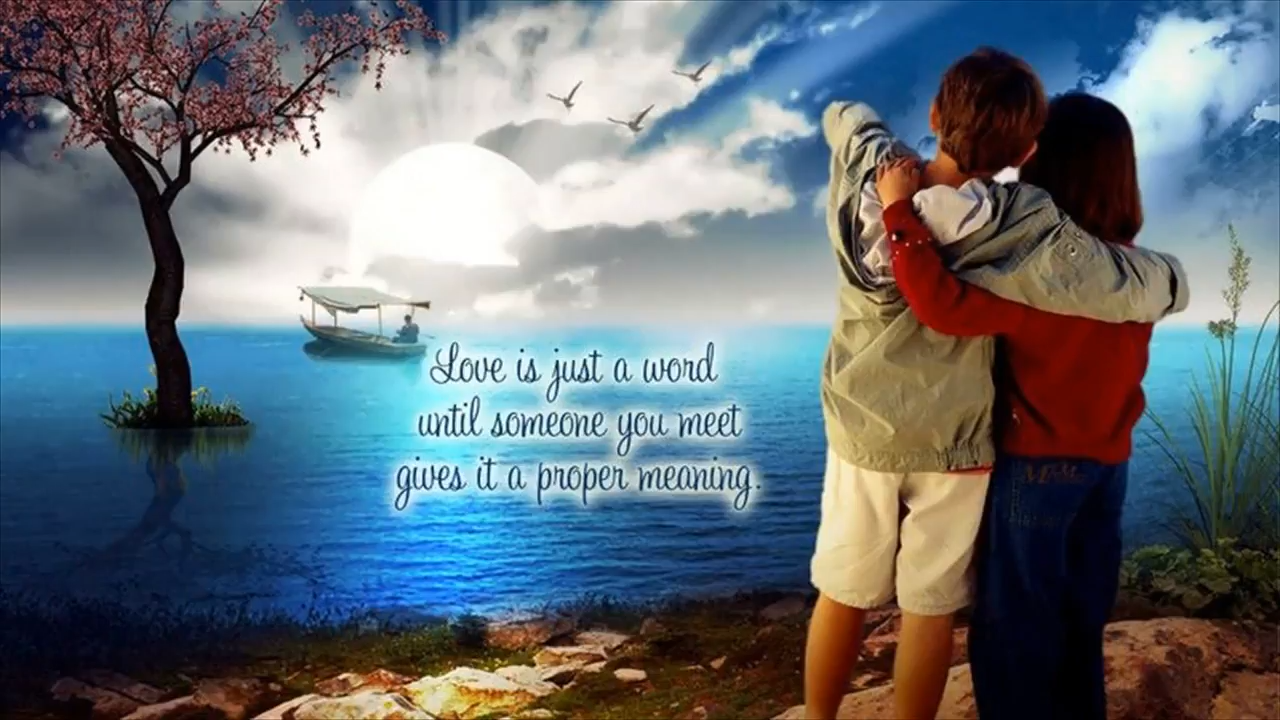 Love is just a word
until someone you meet
gives it a proper meaning.